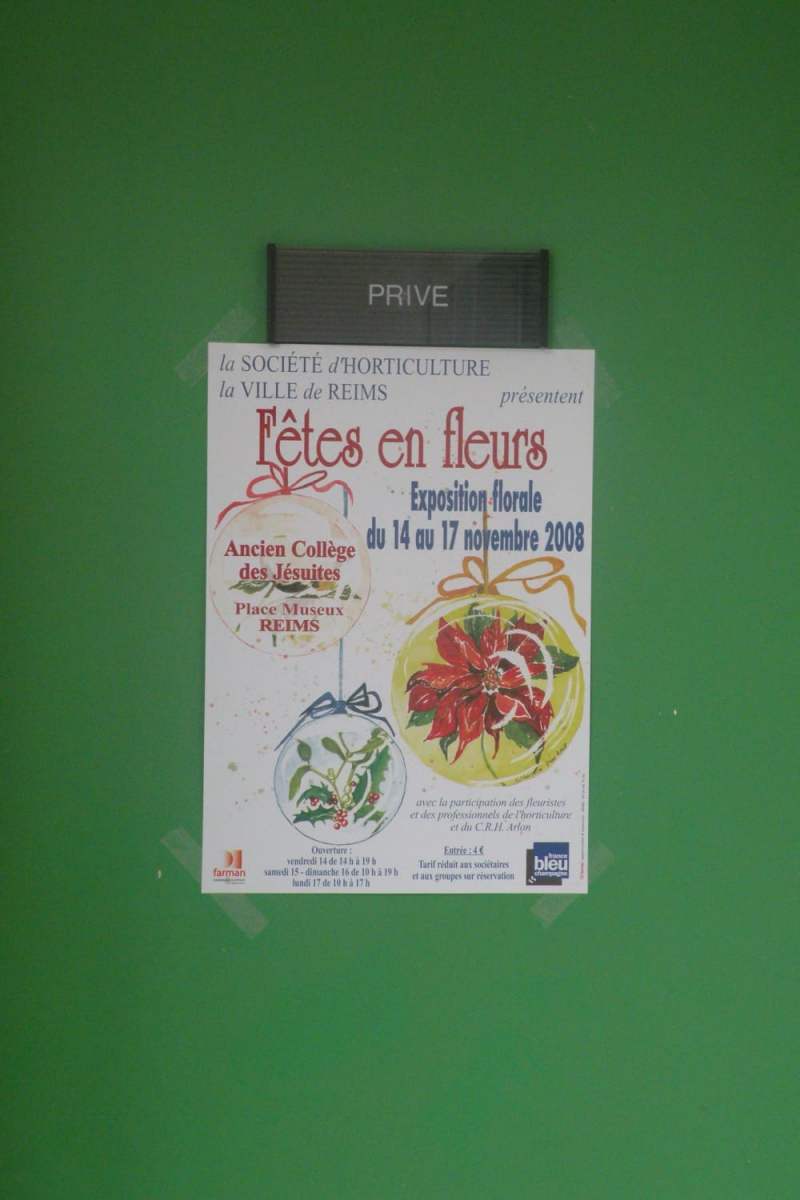 PRIVE
la SOCIÉTÉ d'HORTICULTURE
la VILLE de REIMS
présentent
Fêtes en fleurs
Exposition florale
du 14 au 17 novembre 2008
Ancien Collège
des Jésuites
Place Museux
REIMS
avec la participation des fleuristes
et des professionnels de l'horticulture
et du C.R.H. Arlon
Ouverture :
vendredi 14 de 14 h à 19 h
samedi 15 - dimanche 16 de 10 h à 19 h
lundi 17 de 10 h à 17 h
Entrée : 4 €
Tarif réduit aux sociétaires
et aux groupes sur réservation
farman
france
bleu
champagne